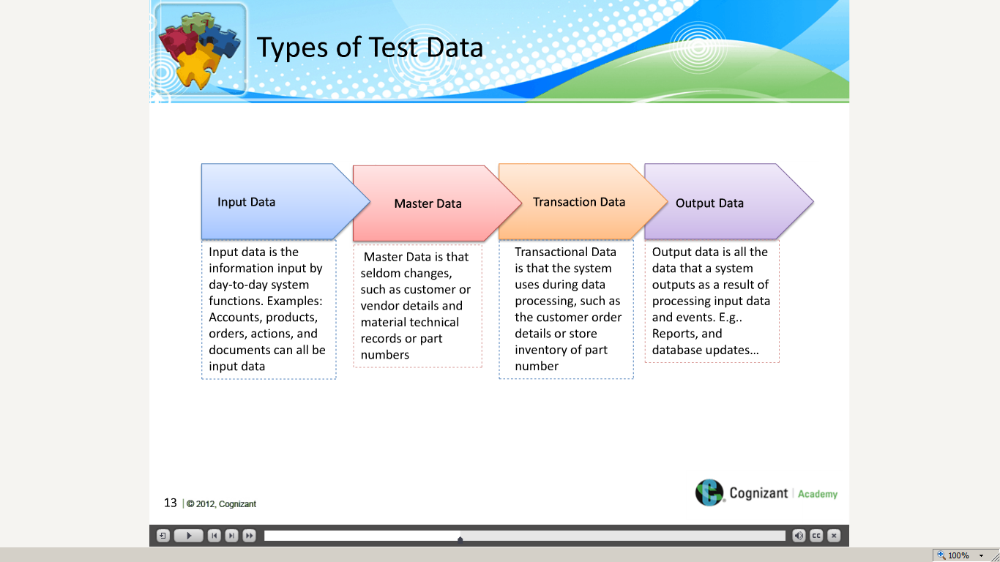 Types of Test Data
Input Data
Input data is the
information input by
day-to-day system
functions. Examples:
Accounts, products,
orders, actions, and
documents can all be
input data
Master Data
Master Data is that
seldom changes,
such as customer or
vendor details and
material technical
records or part
numbers
Transaction Data
Transactional Data
is that the system
uses during data
processing, such as
the customer order
details or store
inventory of part
number
Output Data
Output data is all the
data that a system
outputs as a result of
processing input data
and events. E.g..
Reports, and
database updates...
13 | © 2012, Cognizant
Cognizant | Academy
CC
100%